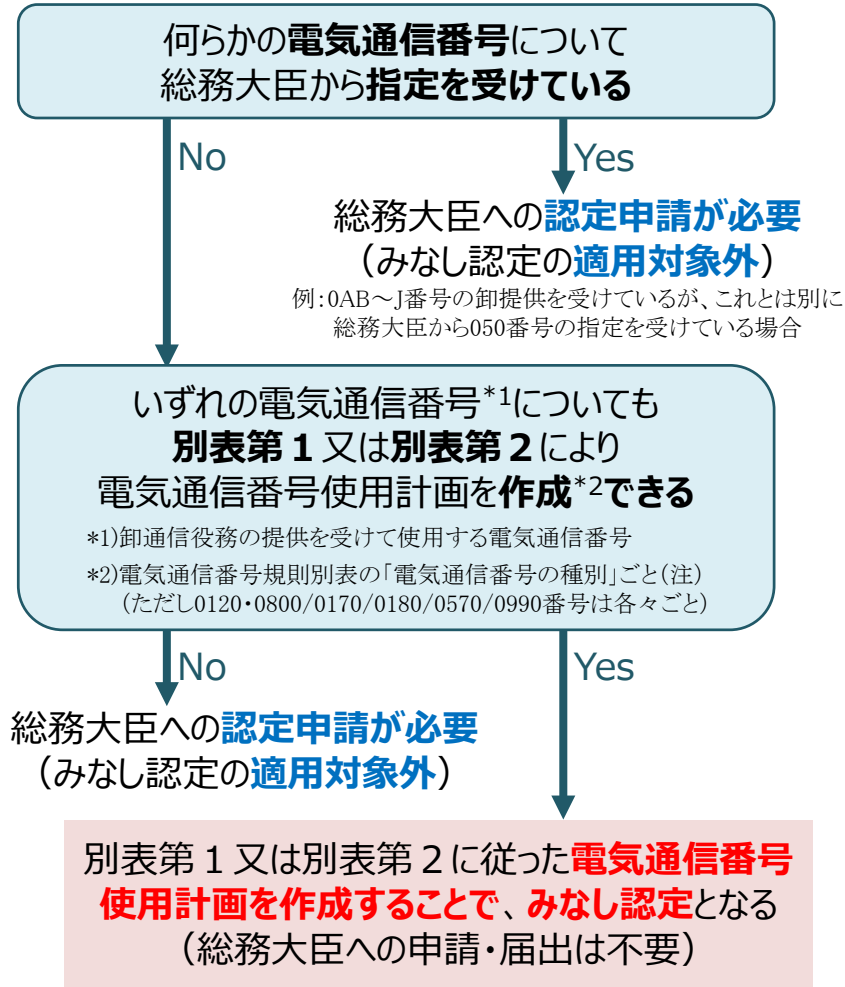 何らかの電気通信番号について
総務大臣から指定を受けている
No
Yes
総務大臣への認定申請が必要
（みなし認定の適用対象外）
例：0AB～J番号の卸提供を受けているが、これとは別に
総務大臣から050番号の指定を受けている場合
いずれの電気通信番号*1についても
別表第１又は別表第２により
電気通信番号使用計画を作成*2できる
*1)卸通信役務の提供を受けて使用する電気通信番号
*2)電気通信番号規則別表の「電気通信番号の種別」ごと（注）
（ただし0120・0800/0170/0180/0570/0990番号は各々ごと）
No
Yes
総務大臣への認定申請が必要
（みなし認定の適用対象外）
別表第１又は別表第２に従った電気通信番号
使用計画を作成することで、みなし認定となる
（総務大臣への申請・届出は不要）